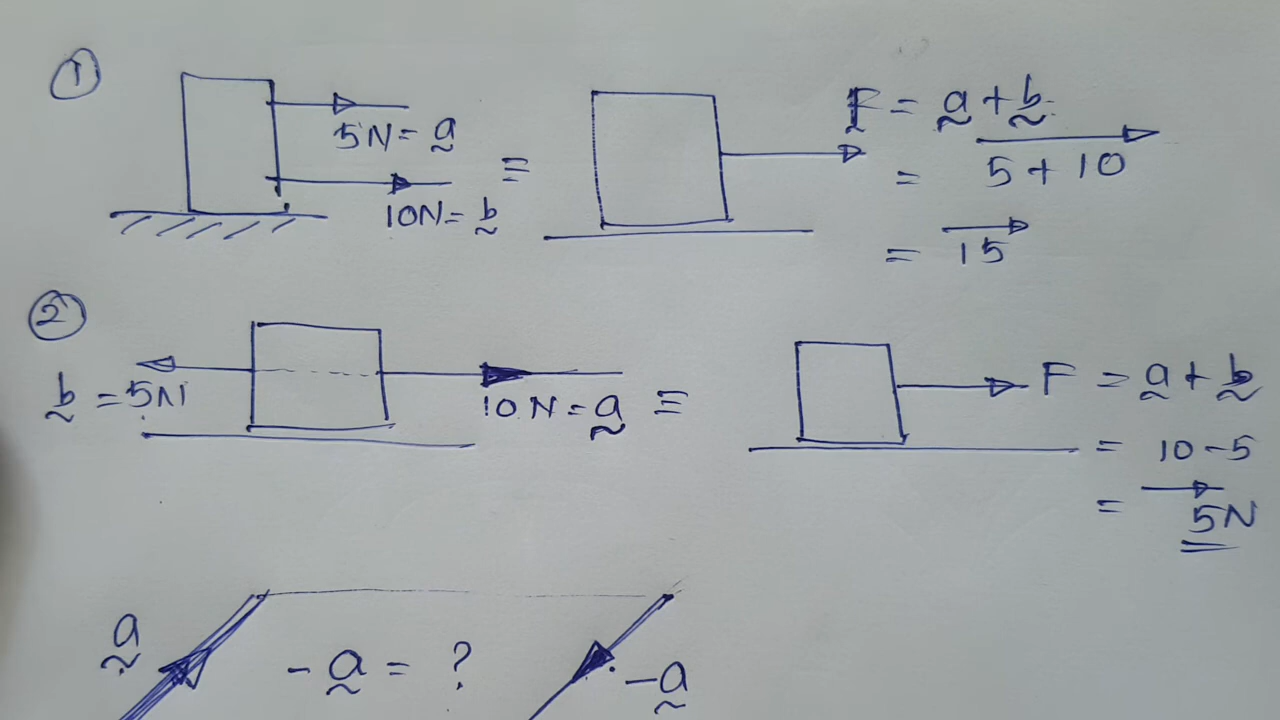 ①
5N = a
10N = b
≡
F = a + b
= 5 + 10
= 15
②
b = 5N
10N = a ≡
F = a + b
= 10 - 5
= 5N
a
- a = ?
- a